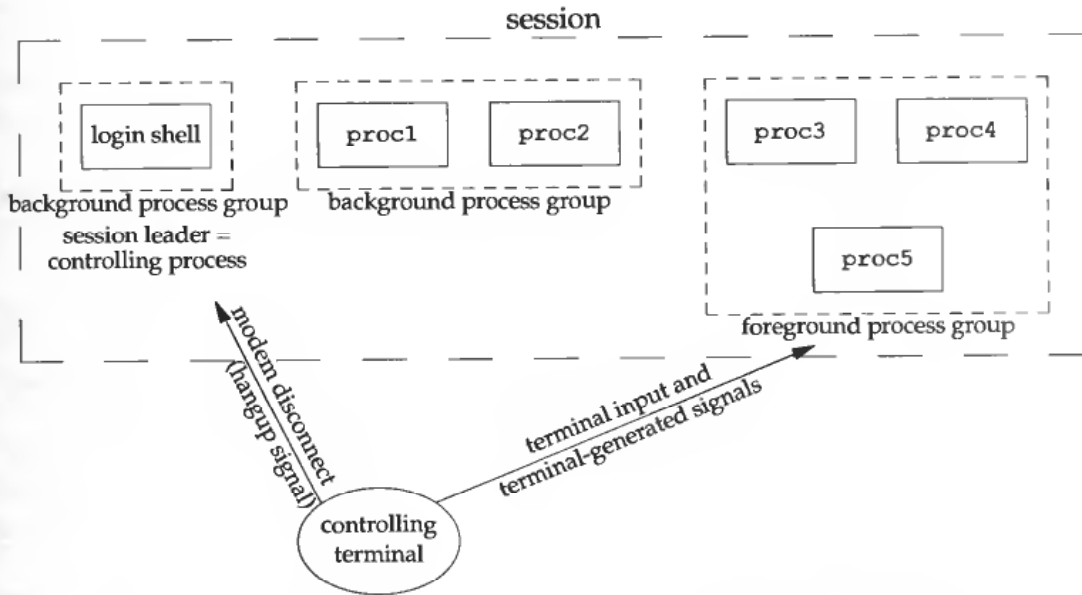 session
login shell
proc1
proc2
proc3
proc4
background process group
background process group
session leader =
controlling process
proc5
foreground process group
modem disconnect
(hangup signal)
terminal input and
terminal-generated signals
controlling
terminal